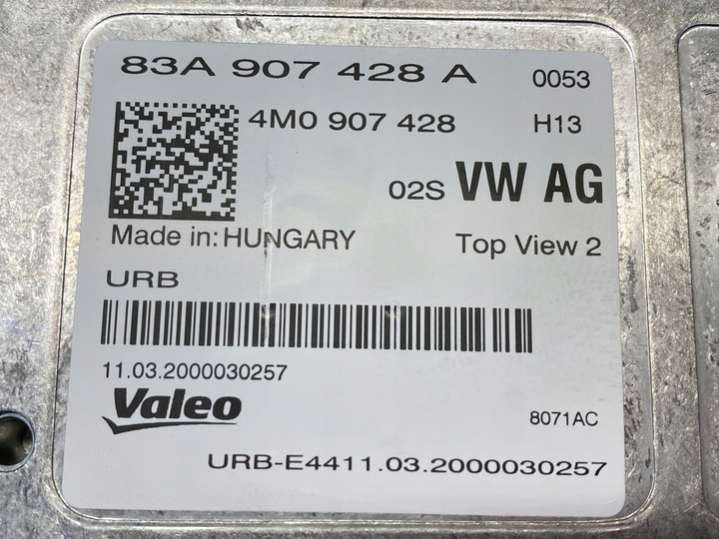 83A 907 428 A 0053
4M0 907 428 H13
02S VW AG
Made in: HUNGARY Top View 2
URB
11.03.2000030257
Valeo
8071AC
URB-E4411.03.2000030257